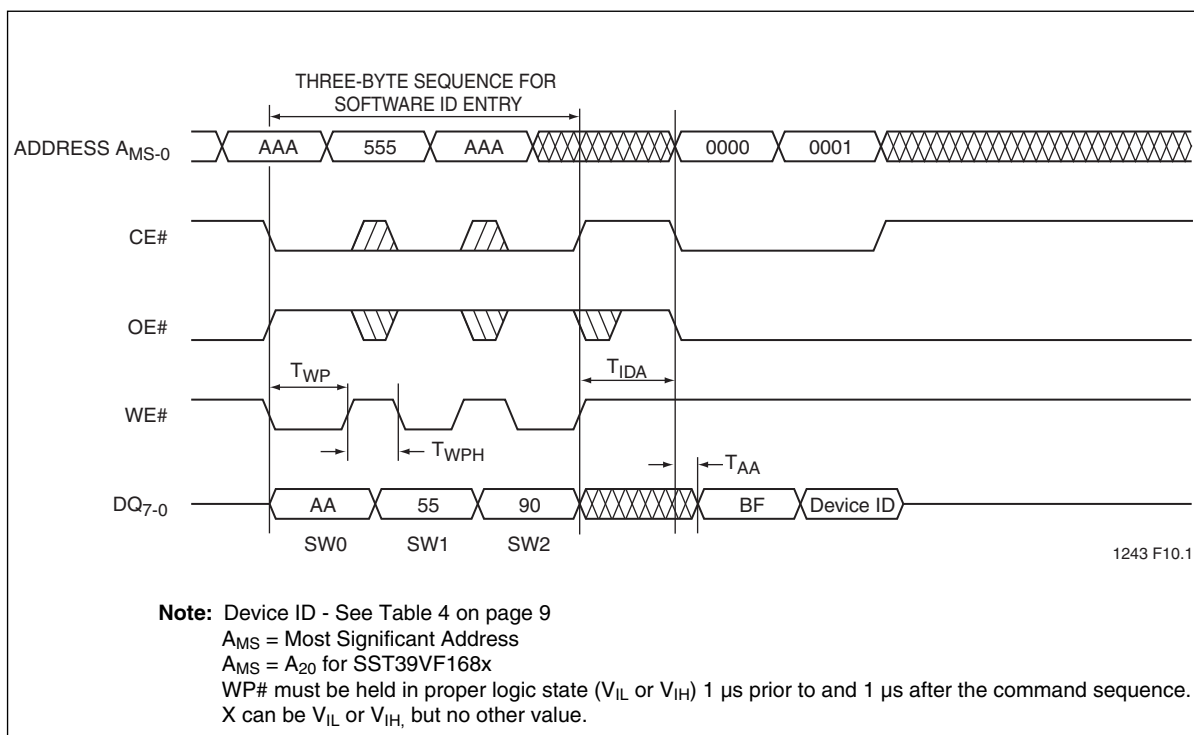 THREE-BYTE SEQUENCE FOR
SOFTWARE ID ENTRY
ADDRESS AMS-0
AAA 555 AAA 0000 0001
CE#
OE#
TWP TIDA
WE#
TWPH
TAA
DQ7-0
AA 55 90 BF Device ID
SW0 SW1 SW2
1243 F10.1
Note: Device ID - See Table 4 on page 9
AMS = Most Significant Address
AMS = A20 for SST39VF168x
WP# must be held in proper logic state (VIL or VIH) 1 µs prior to and 1 µs after the command sequence.
X can be VIL or VIH, but no other value.